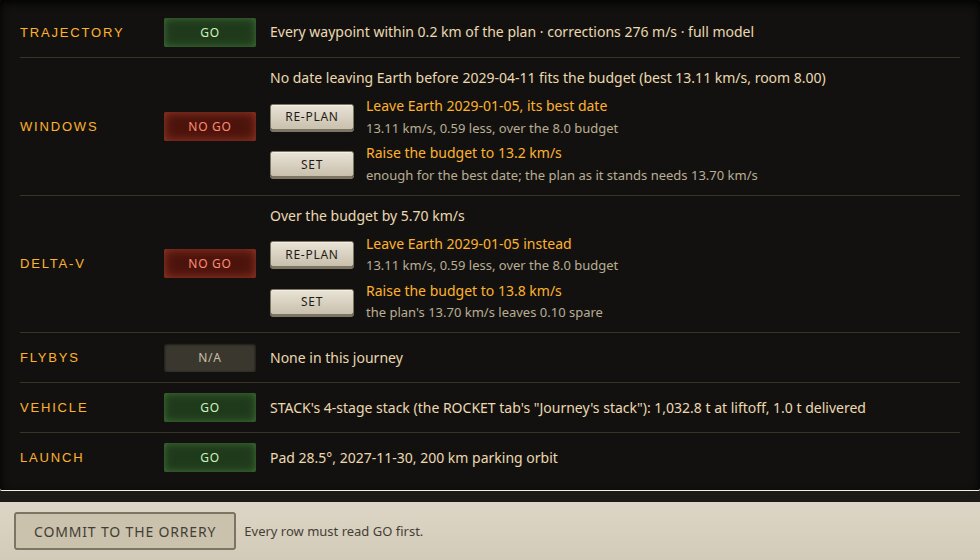 TRAJECTORY GO Every waypoint within 0.2 km of the plan · corrections 276 m/s · full model
No date leaving Earth before 2029-04-11 fits the budget (best 13.11 km/s, room 8.00)
WINDOWS NO GO
RE-PLAN Leave Earth 2029-01-05, its best date
13.11 km/s, 0.59 less, over the 8.0 budget
SET Raise the budget to 13.2 km/s
enough for the best date; the plan as it stands needs 13.70 km/s
Over the budget by 5.70 km/s
DELTA-V NO GO
RE-PLAN Leave Earth 2029-01-05 instead
13.11 km/s, 0.59 less, over the 8.0 budget
SET Raise the budget to 13.8 km/s
the plan's 13.70 km/s leaves 0.10 spare
FLYBYS N/A None in this journey
VEHICLE GO STACK's 4-stage stack (the ROCKET tab's "Journey's stack"): 1,032.8 t at liftoff, 1.0 t delivered
LAUNCH GO Pad 28.5°, 2027-11-30, 200 km parking orbit
COMMIT TO THE ORRERY Every row must read GO first.